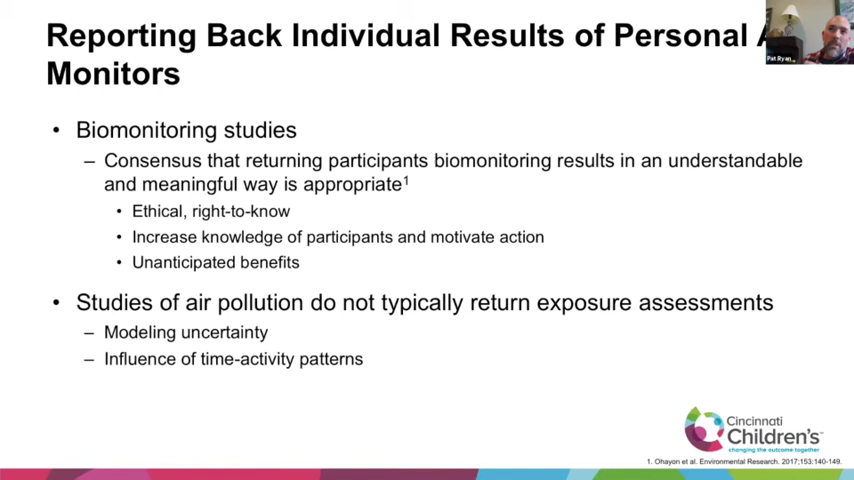 Reporting Back Individual Results of Personal
Monitors
Pat Ryan
• Biomonitoring studies
– Consensus that returning participants biomonitoring results in an understandable
and meaningful way is appropriate1
• Ethical, right-to-know
• Increase knowledge of participants and motivate action
• Unanticipated benefits
• Studies of air pollution do not typically return exposure assessments
– Modeling uncertainty
– Influence of time-activity patterns
Cincinnati
Children's™
changing the outcome together
1. Ohayon et al. Environmental Research. 2017;153:140-149.